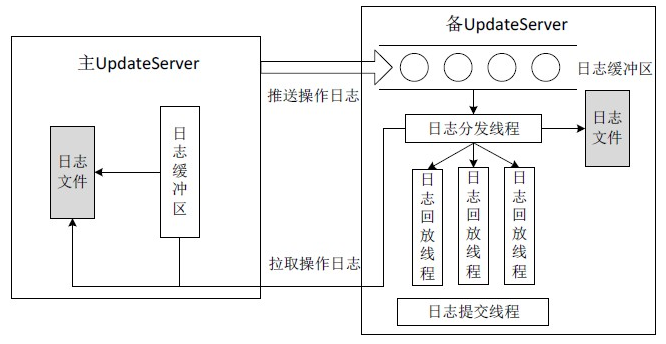 主UpdateServer
日志
文件
日志缓冲区
推送操作日志
拉取操作日志
备UpdateServer
日志缓冲区
日志分发线程
日志
文件
日志回放线程
日志回放线程
日志回放线程
日志提交线程